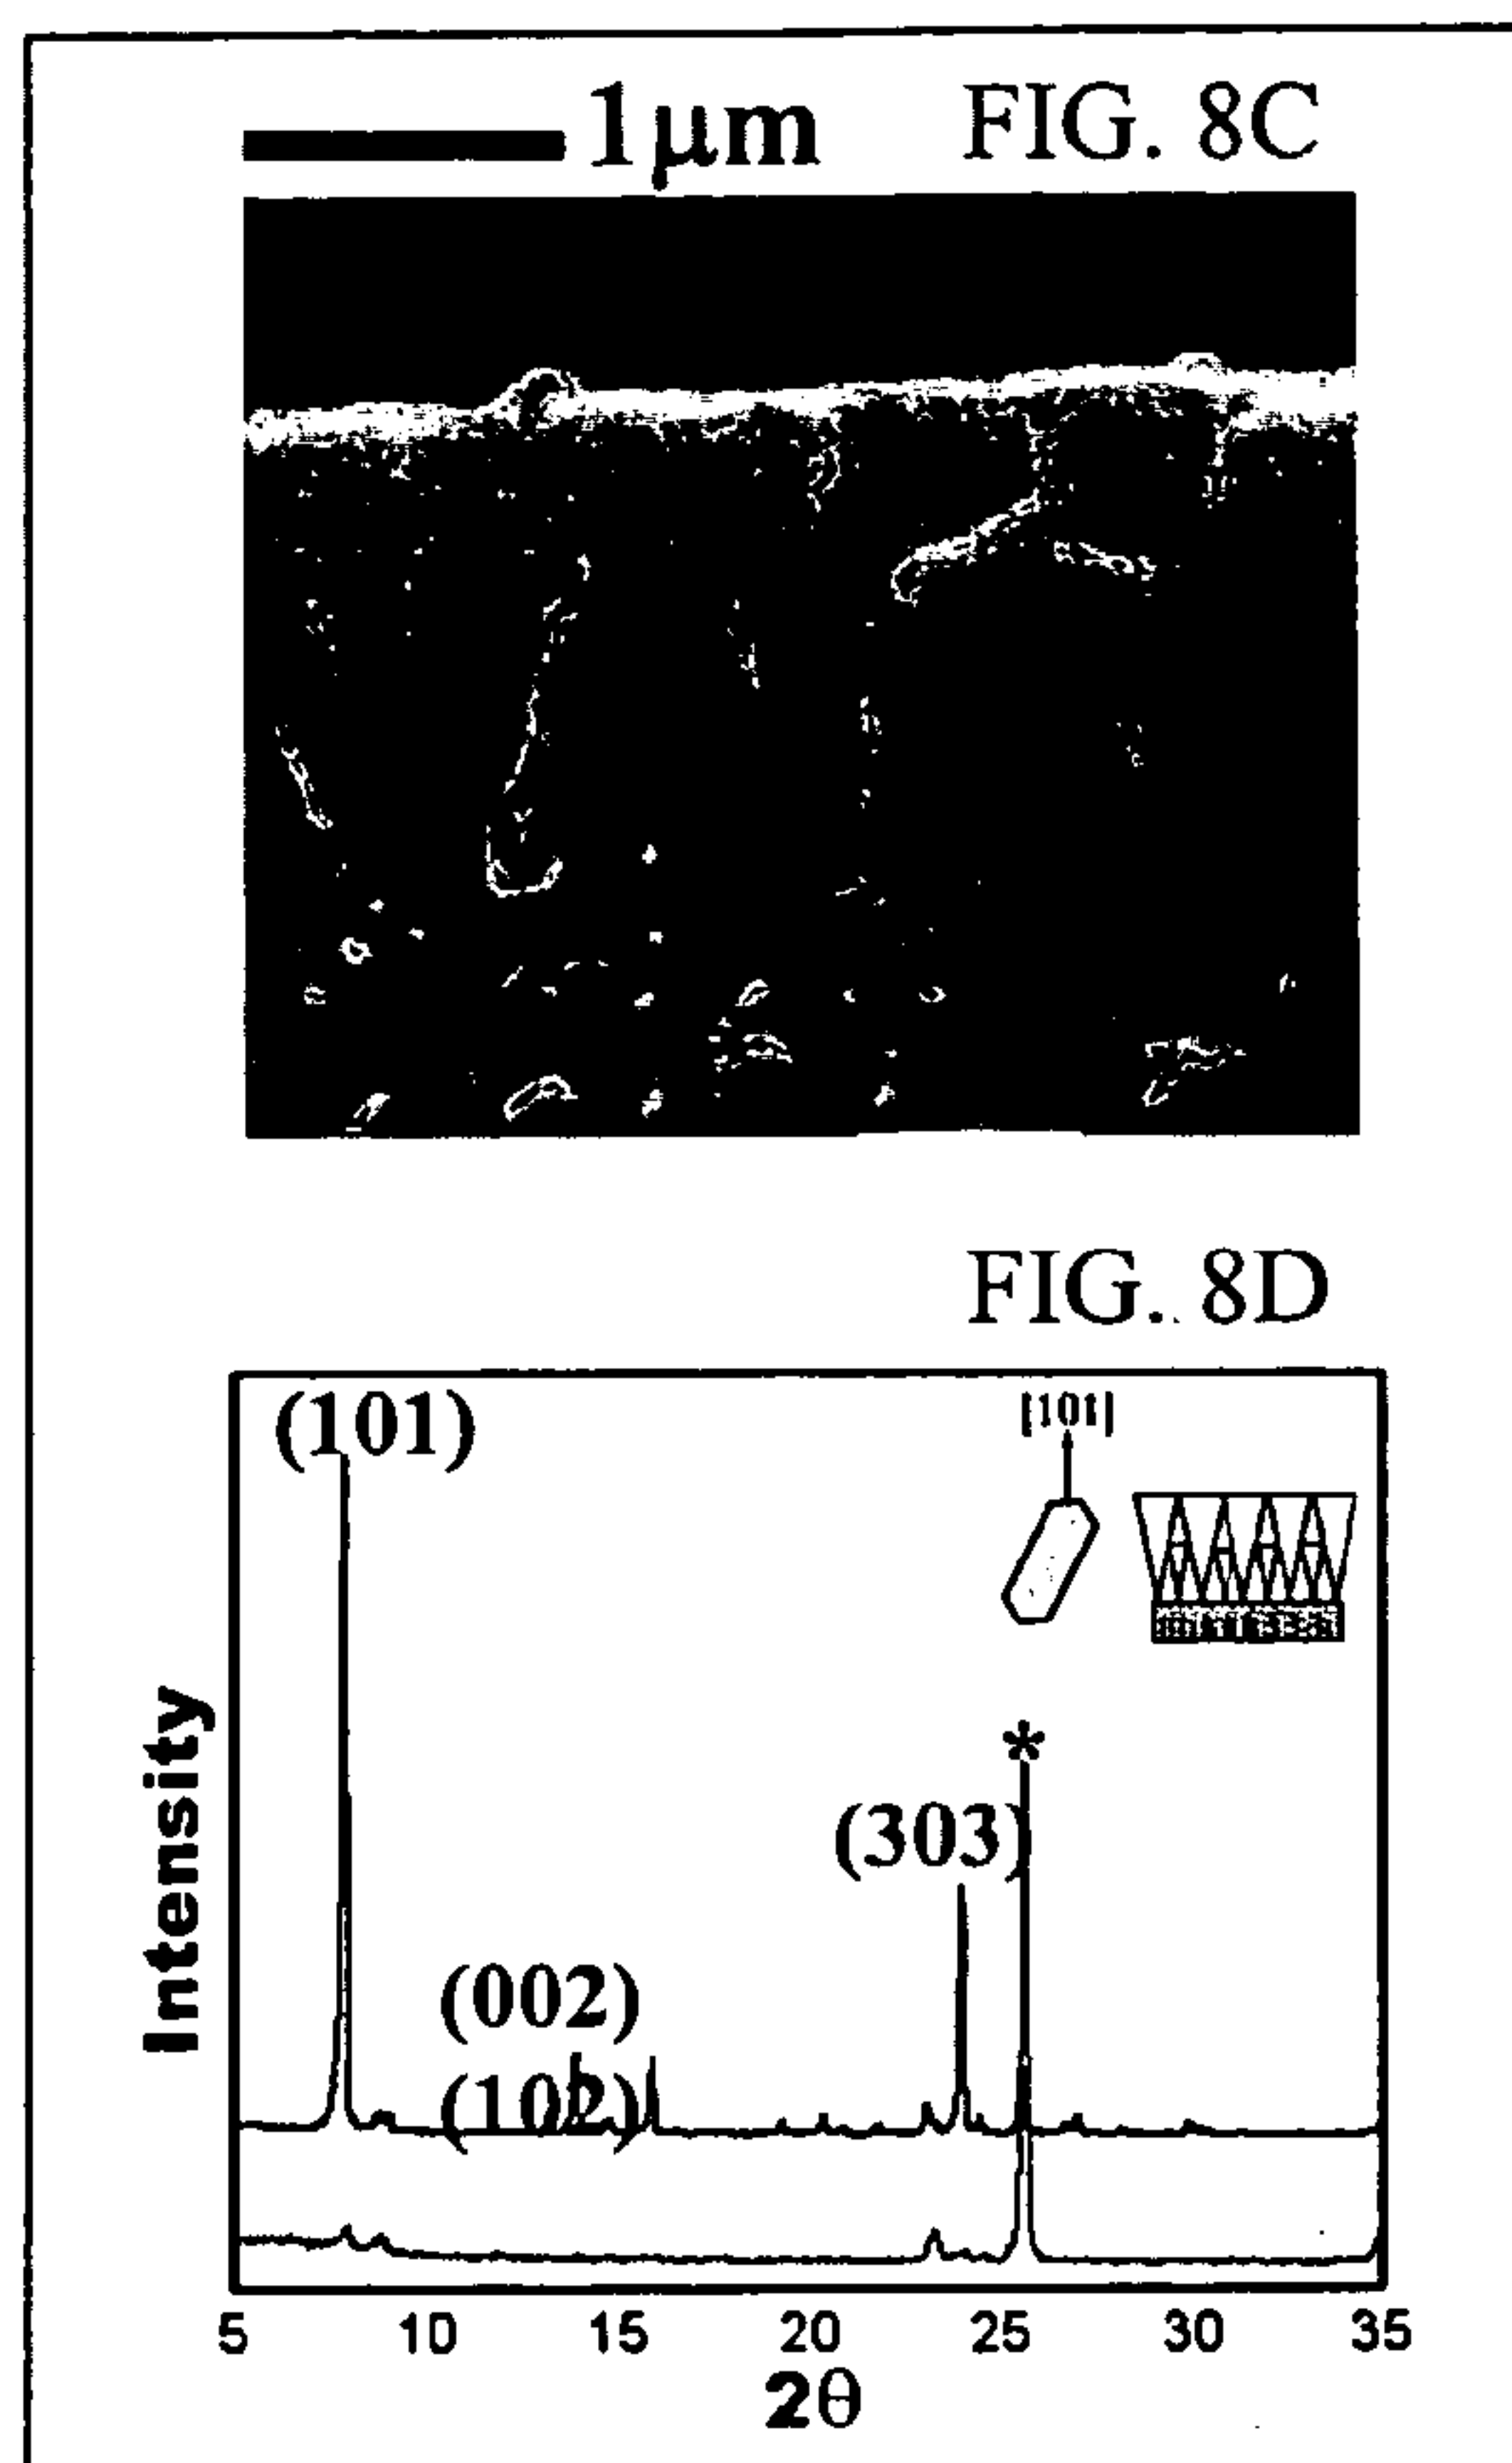 1μm FIG. 8C
FIG. 8D
(101)
[101]
*
(303)
(002)
(102)
Intensity
5 10 15 20 25 30 35
2θ